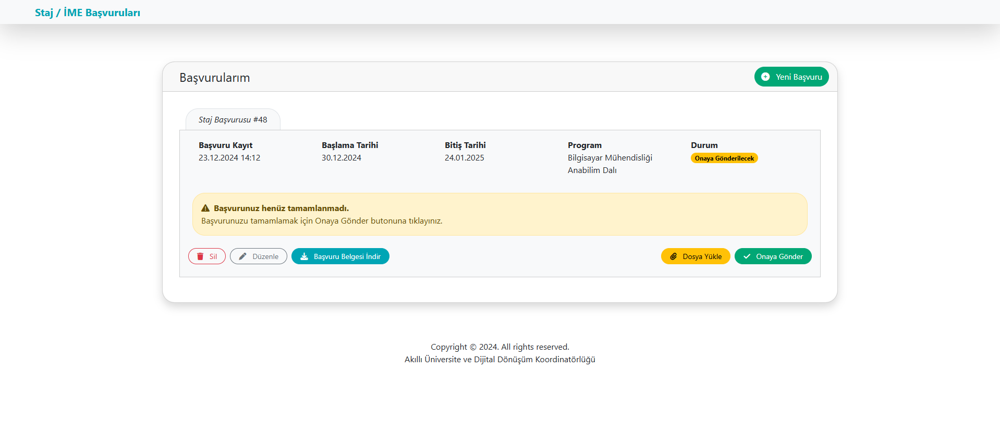 Staj / İME Başvuruları
Başvurularım
Yeni Başvuru
Staj Başvurusu #48
Başvuru Kayıt
23.12.2024 14:12
Başlama Tarihi
30.12.2024
Bitiş Tarihi
24.01.2025
Program
Bilgisayar Mühendisliği
Anabilim Dalı
Durum
Onaya Gönderilecek
Başvurunuz henüz tamamlanmadı.
Başvurunuzu tamamlamak için Onaya Gönder butonuna tıklayınız.
Sil
Düzenle
Başvuru Belgesi İndir
Dosya Yükle
Onaya Gönder
Copyright © 2024. All rights reserved.
Akıllı Üniversite ve Dijital Dönüşüm Koordinatörlüğü